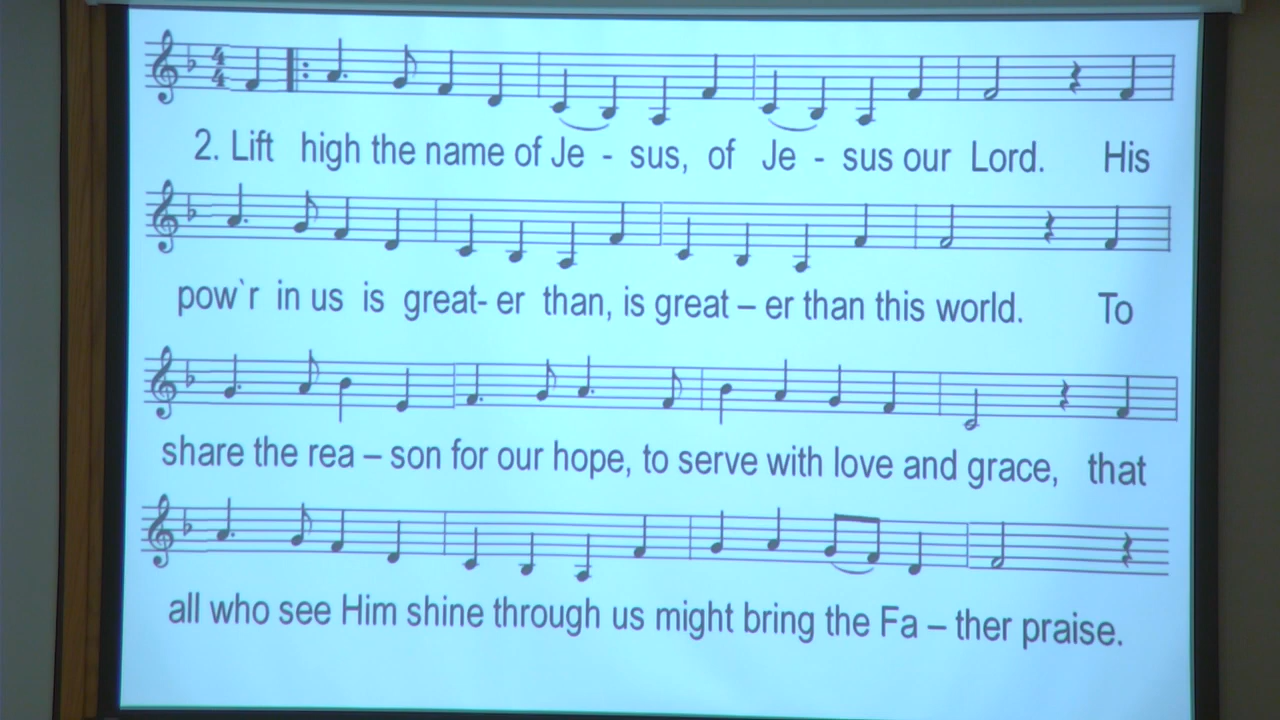 2. Lift high the name of Je - sus, of Je - sus our Lord. His
pow`r in us is great- er than, is great – er than this world. To
share the rea – son for our hope, to serve with love and grace, that
all who see Him shine through us might bring the Fa – ther praise.